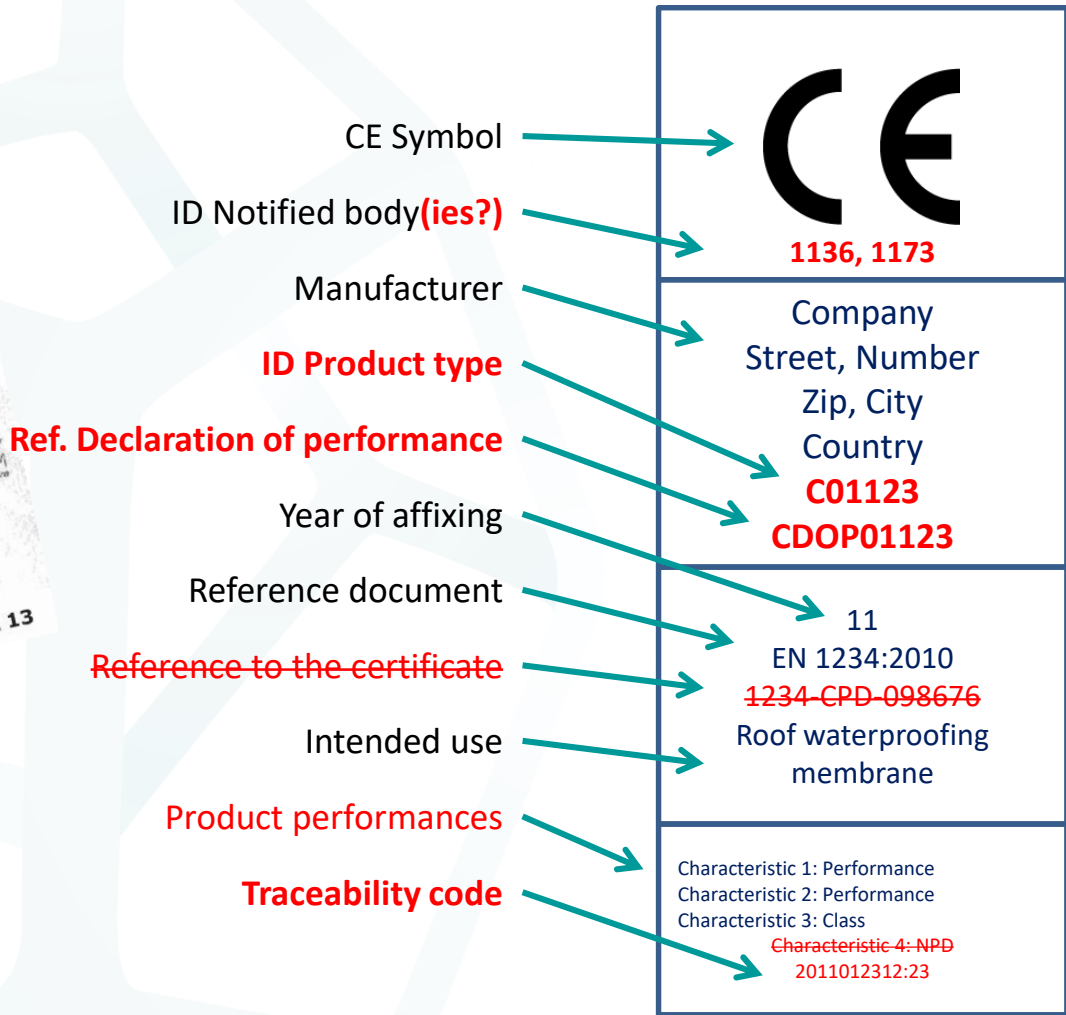 CE Symbol
ID Notified body(ies?)
Manufacturer
ID Product type
Ref. Declaration of performance
Year of affixing
Reference document
Reference to the certificate
Intended use
Product performances
Traceability code
13
CE
1136, 1173
Company
Street, Number
Zip, City
Country
C01123
CDOP01123
11
EN 1234:2010
1234-CPD-098676
Roof waterproofing
membrane
Characteristic 1: Performance
Characteristic 2: Performance
Characteristic 3: Class
Characteristic 4: NPD
2011012312:23